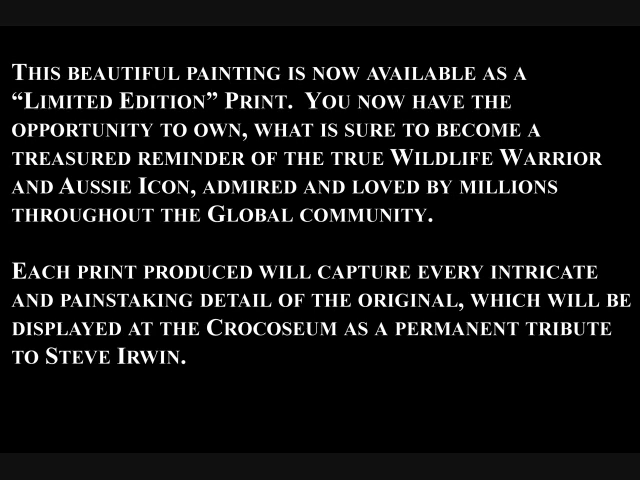 This beautiful painting is now available as a
“Limited Edition” Print. You now have the
opportunity to own, what is sure to become a
treasured reminder of the true Wildlife Warrior
and Aussie Icon, admired and loved by millions
throughout the Global community.
Each print produced will capture every intricate
and painstaking detail of the original, which will be
displayed at the Crocoseum as a permanent tribute
to Steve Irwin.